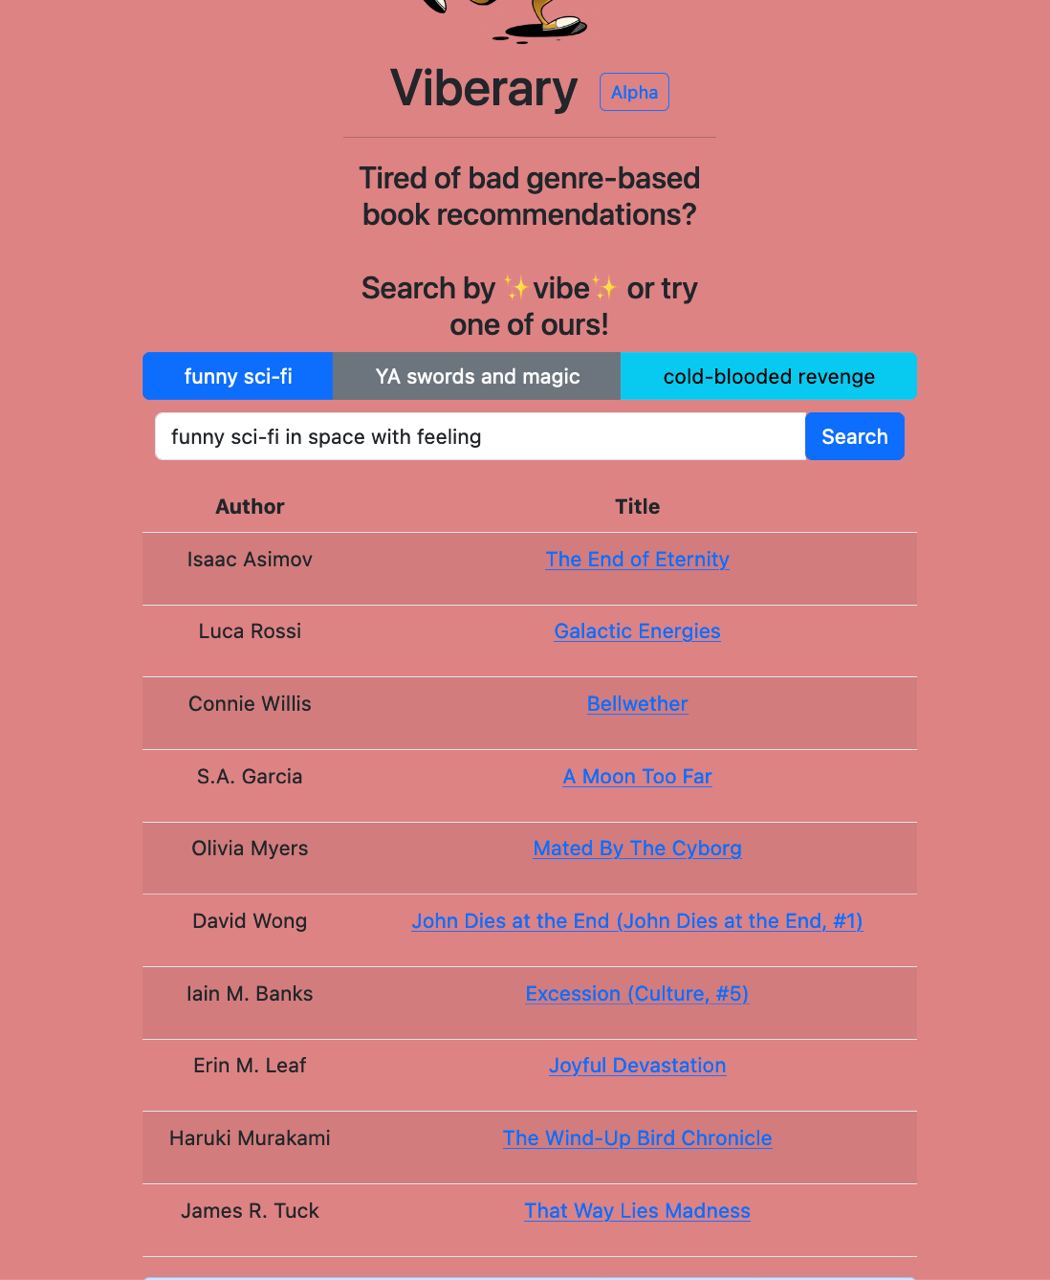 Viberary Alpha
Tired of bad genre-based
book recommendations?
Search by ✨vibe✨ or try
one of ours!
funny sci-fi YA swords and magic cold-blooded revenge
funny sci-fi in space with feeling Search
Author Title
Isaac Asimov The End of Eternity
Luca Rossi Galactic Energies
Connie Willis Bellwether
S.A. Garcia A Moon Too Far
Olivia Myers Mated By The Cyborg
David Wong John Dies at the End (John Dies at the End, #1)
Iain M. Banks Excession (Culture, #5)
Erin M. Leaf Joyful Devastation
Haruki Murakami The Wind-Up Bird Chronicle
James R. Tuck That Way Lies Madness